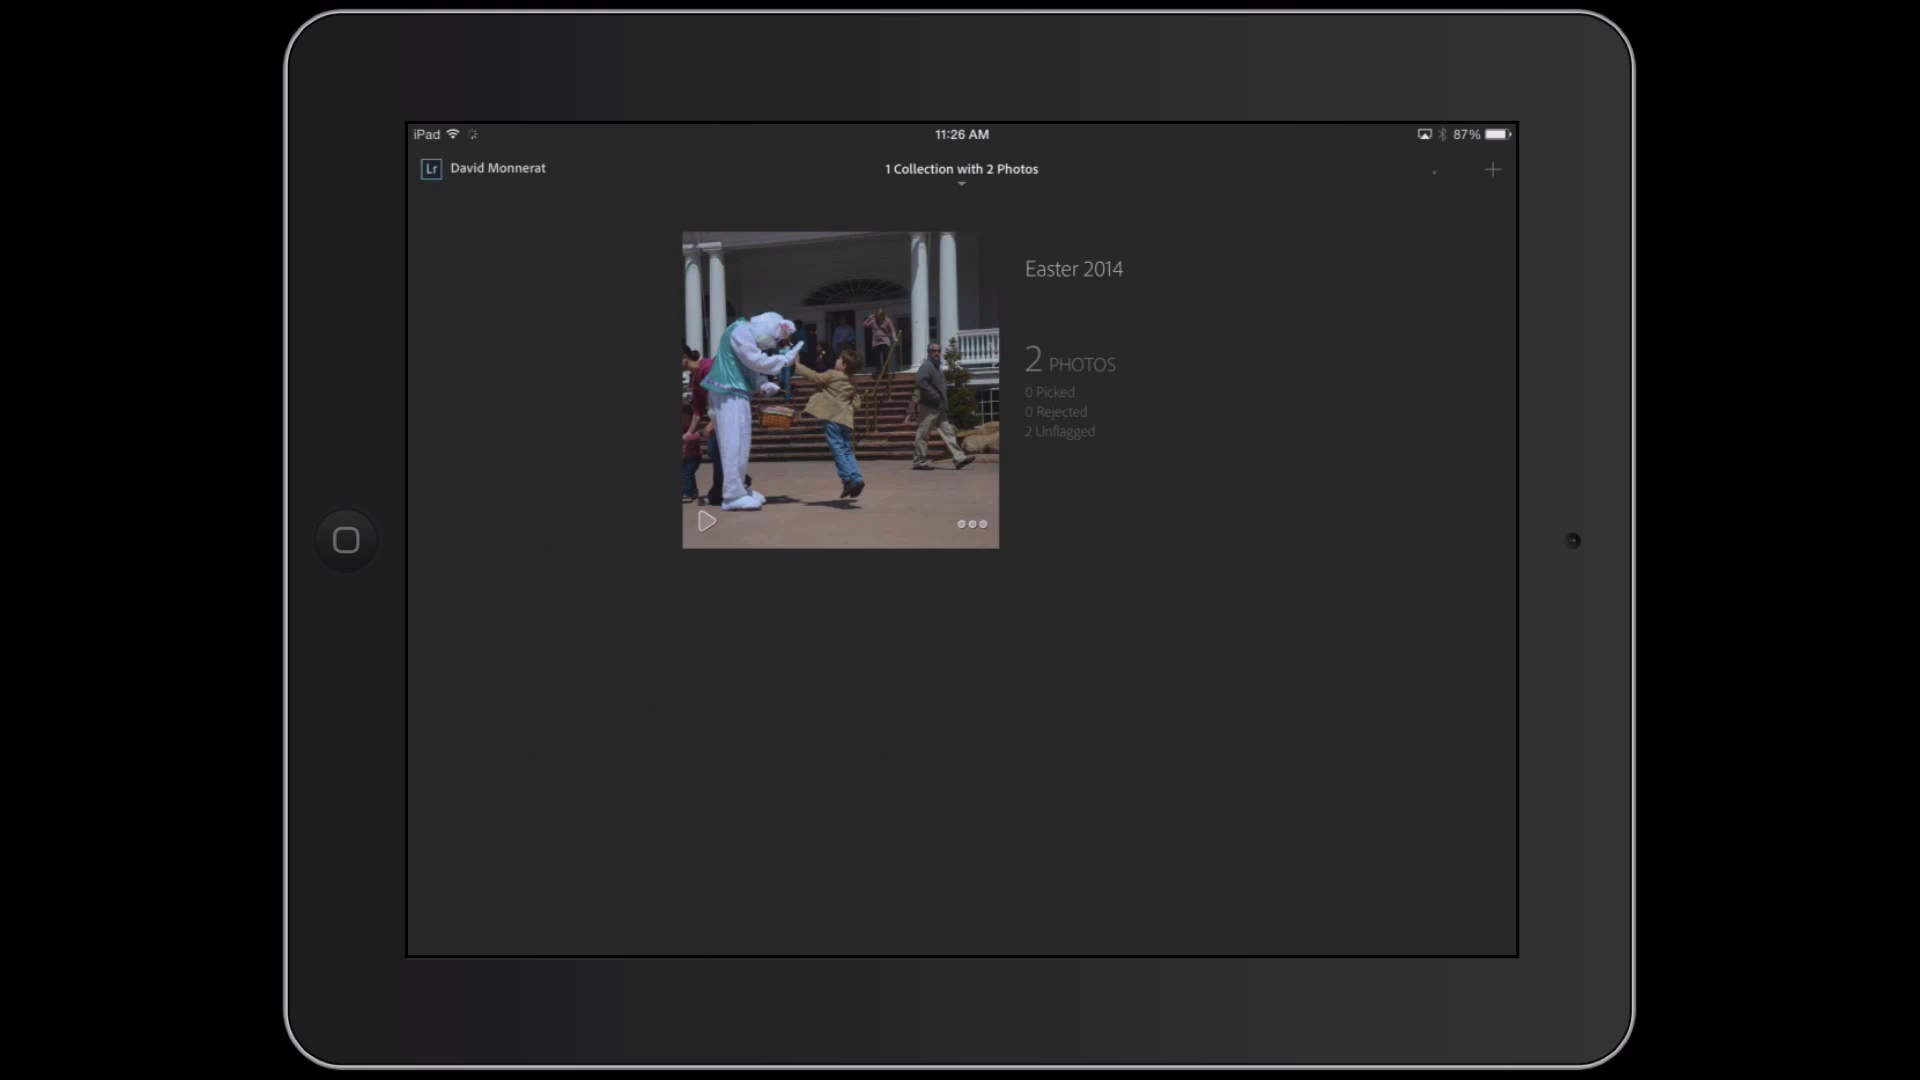 iPad
11:26 AM
87%
Lr David Monnerat
1 Collection with 2 Photos
Easter 2014
2 PHOTOS
0 Picked
0 Rejected
2 Unflagged